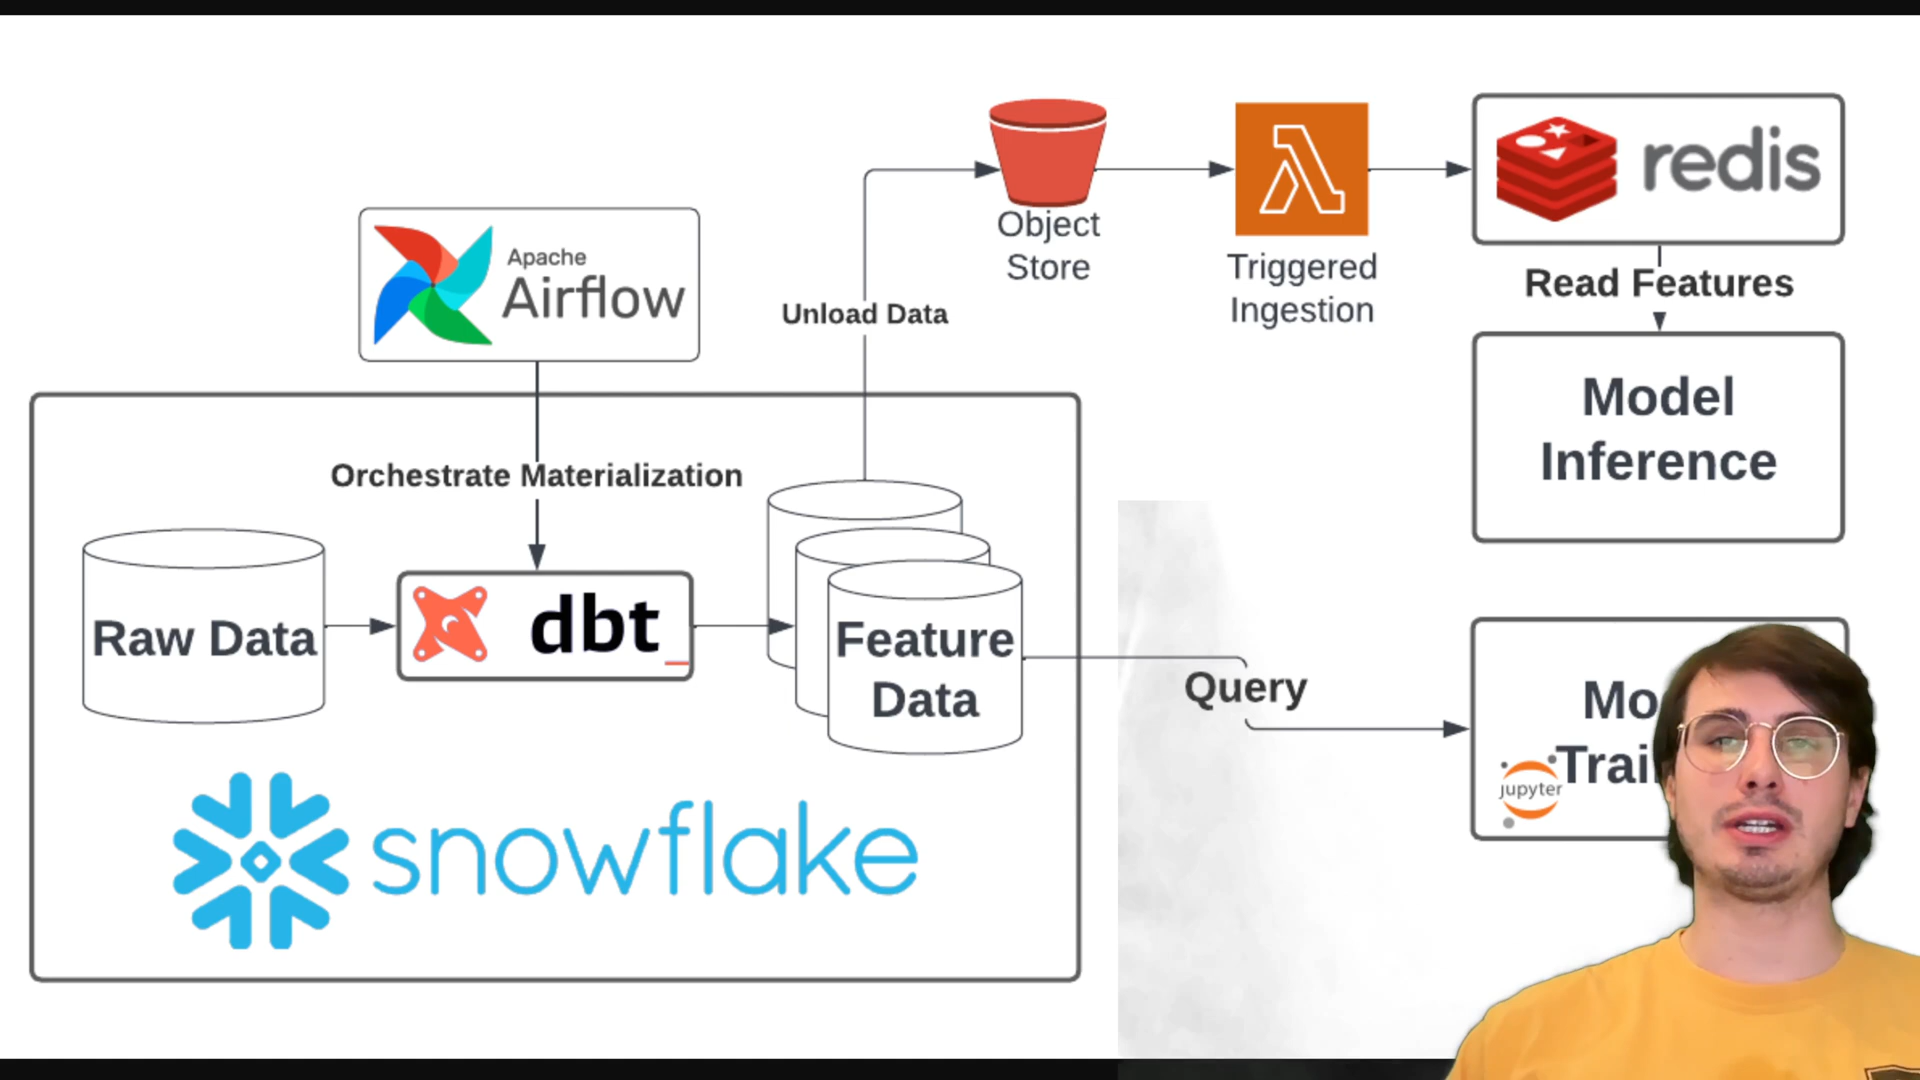 Object
Store
Triggered
Ingestion
redis
Read Features
Model
Inference
Apache
Airflow
Unload Data
Orchestrate Materialization
Raw Data
dbt_
Feature
Data
Query
jupyter
snowflake